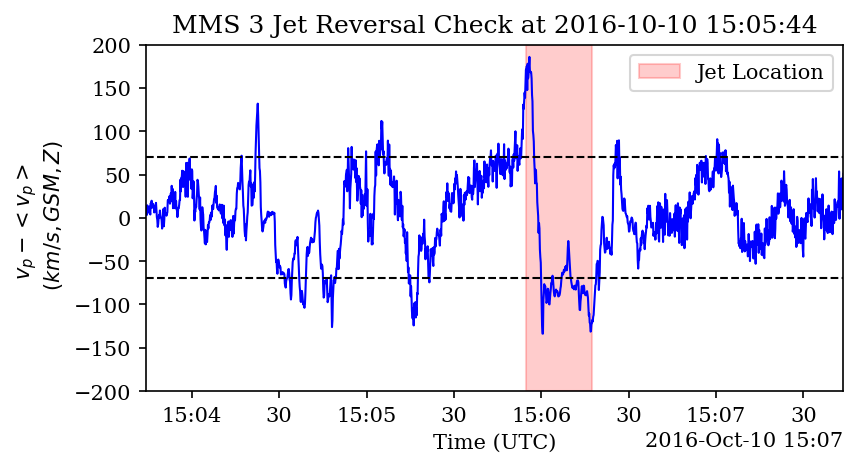 MMS 3 Jet Reversal Check at 2016-10-10 15:05:44
200
150
100
50
0
−50
−100
−150
−200
v_p − < v_p >
(km/s, GSM, Z)
Jet Location
15:04
30
15:05
30
15:06
30
15:07
30
Time (UTC)
2016-Oct-10 15:07